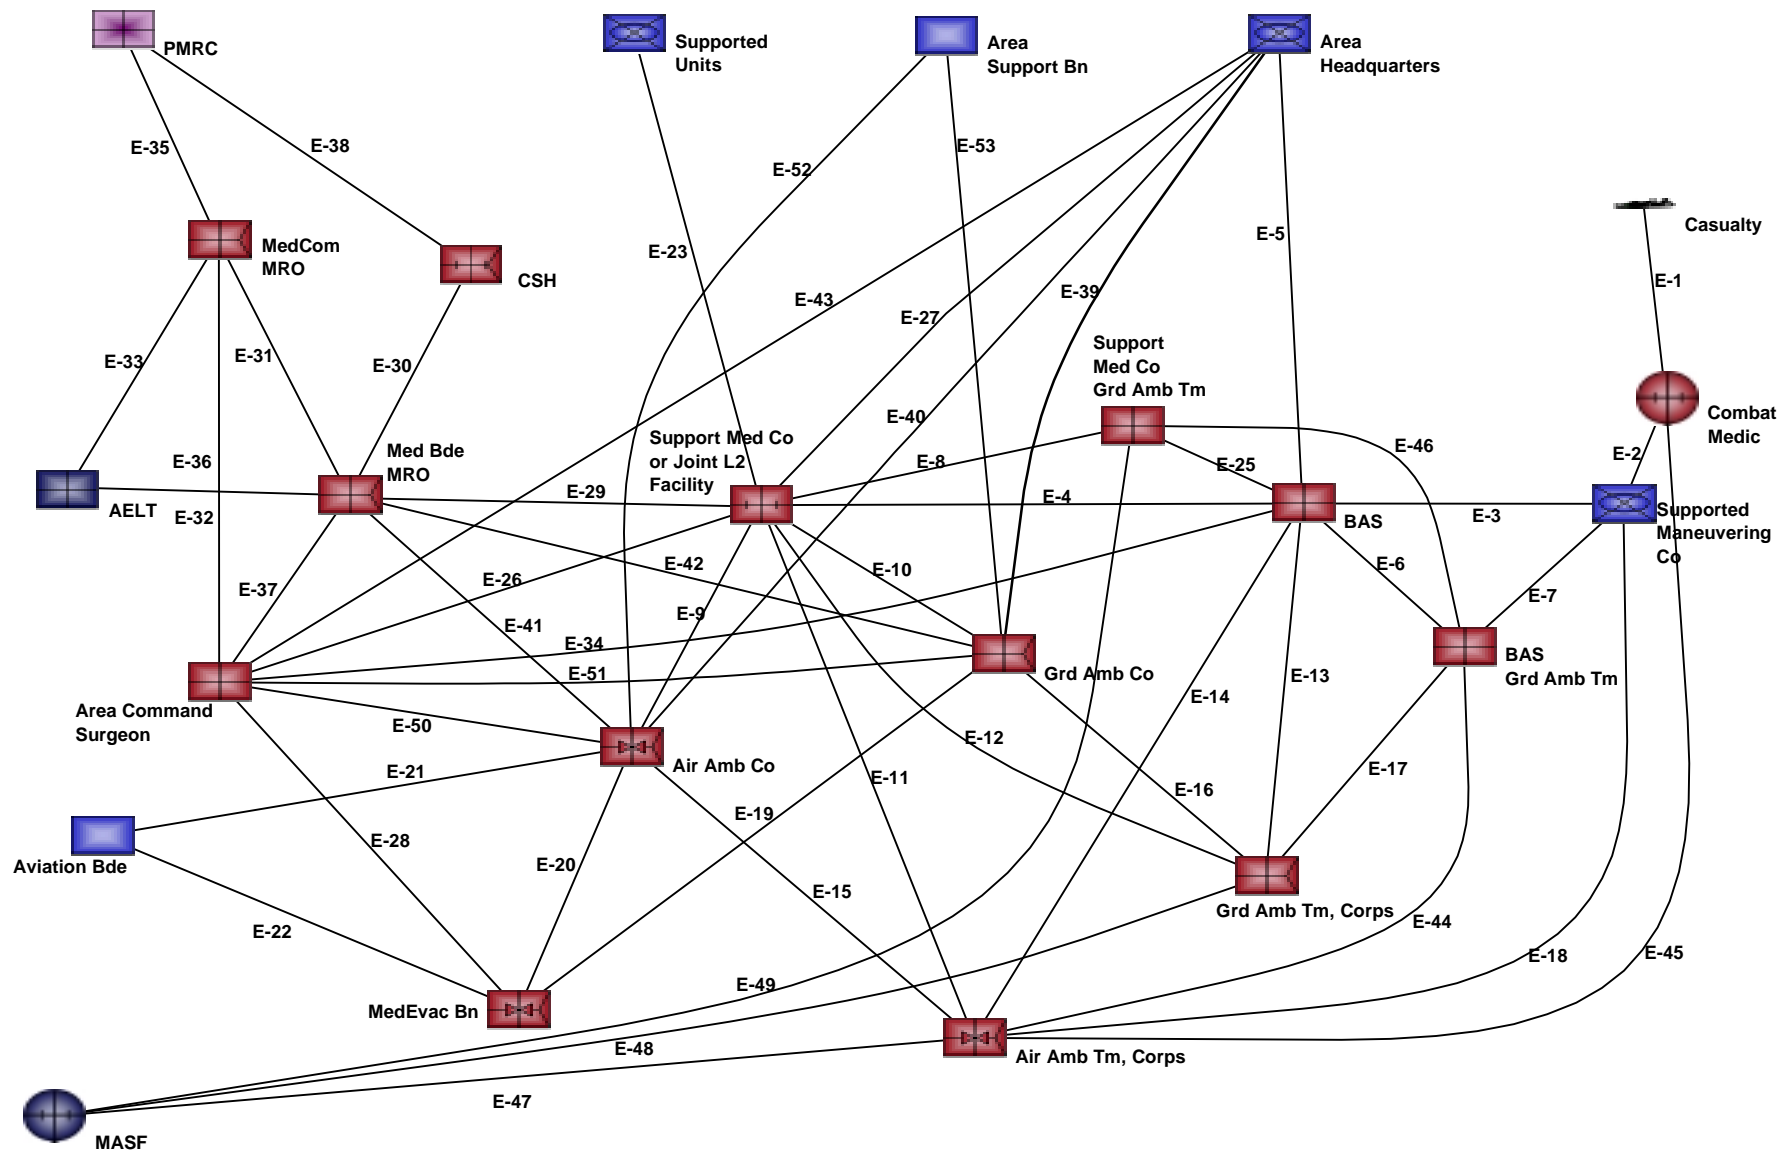 PMRC
Supported
Units
Area
Support Bn
Area
Headquarters
E-35
E-38
E-52
E-53
Casualty
MedCom
MRO
CSH
E-23
E-5
E-1
E-43
E-27
E-39
E-33
E-31
E-30
Support
Med Co
Grd Amb Tm
E-40
Combat
Medic
Med Bde
MRO
Support Med Co
or Joint L2
Facility
E-46
E-2
E-36
E-8
E-25
AELT
E-32
E-29
E-4
BAS
E-3
Supported
Maneuvering
Co
E-37
E-26
E-42
E-10
E-6
E-7
E-41
E-9
E-34
E-51
Grd Amb Co
E-13
E-14
BAS
Grd Amb Tm
Area Command
Surgeon
E-50
E-21
Air Amb Co
E-12
E-11
E-16
E-17
Aviation Bde
E-28
E-19
E-20
E-15
Grd Amb Tm, Corps
E-22
E-44
E-18
E-45
E-49
MedEvac Bn
E-48
Air Amb Tm, Corps
E-47
MASF